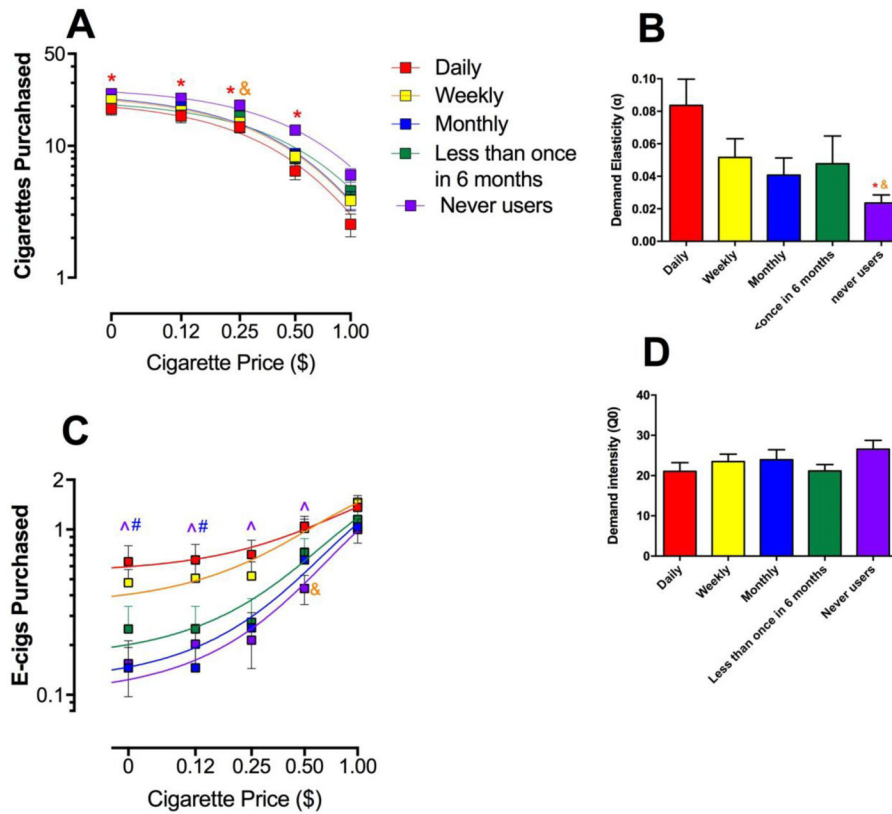 A
50
10
1
Cigarettes Purcahased
* * * & *
0 0.12 0.25 0.50 1.00
Cigarette Price ($)
Daily
Weekly
Monthly
Less than once
in 6 months
Never users
B
0.10
0.08
0.06
0.04
0.02
0.00
Demand Elasticity (α)
* &
Daily
Weekly
Monthly
<once in 6 months
never users
C
2
1
0.1
E-cigs Purchased
^# ^# ^ ^
&
0 0.12 0.25 0.50 1.00
Cigarette Price ($)
D
40
30
20
10
0
Demand intensity (Q0)
Daily
Weekly
Monthly
Less than once in 6 months
Never users